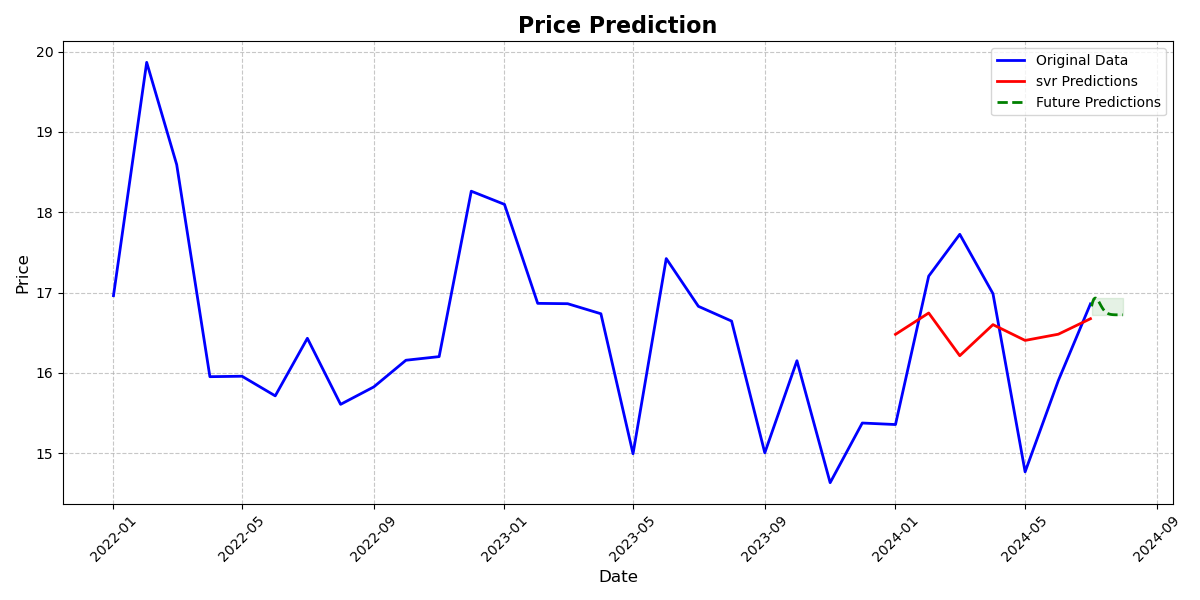 Price Prediction
20
19
18
17
16
15
Price
Original Data
svr Predictions
Future Predictions
2022-01
2022-05
2022-09
2023-01
2023-05
2023-09
2024-01
2024-05
2024-09
Date